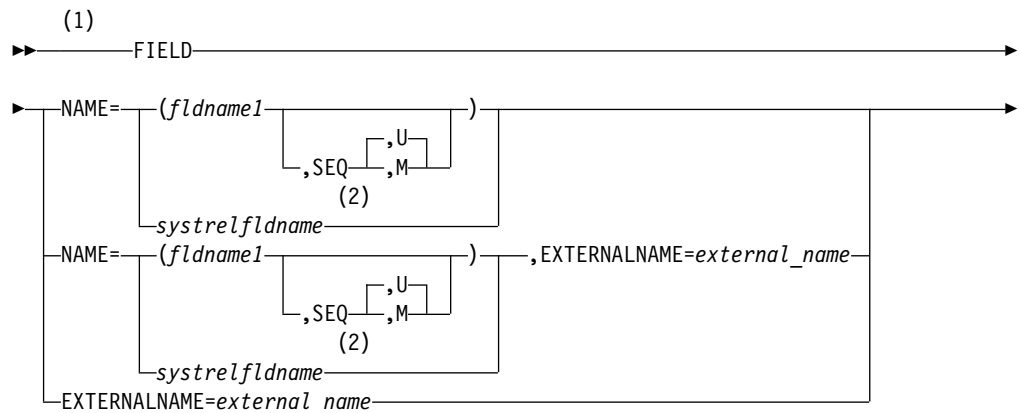 (1)
FIELD
NAME= (fldname1 )
,U
,SEQ ,M
(2)
systrelfldname
NAME= (fldname1 ) ,EXTERNALNAME=external_name
,U
,SEQ ,M
(2)
systrelfldname
EXTERNALNAME=external_name